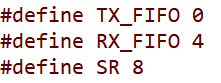 #define TX_FIFO 0
#define RX_FIFO 4
#define SR 8